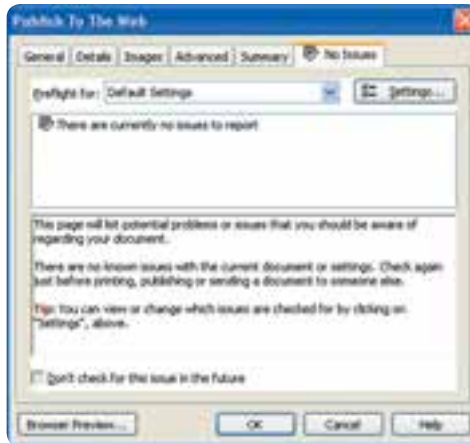 Publish To The Web
General Details Images Advanced Summary No Issues
Preflight for: Default Settings Settings...
There are currently no issues to report
This page will list potential problems or issues that you should be aware of
regarding your document.
There are no known issues with the current document or settings. Check again
just before printing, publishing or sending a document to someone else.
Tip: You can view or change which issues are checked for by clicking on
"Settings", above.
Don't check for this issue in the future
Browser Preview... OK Cancel Help